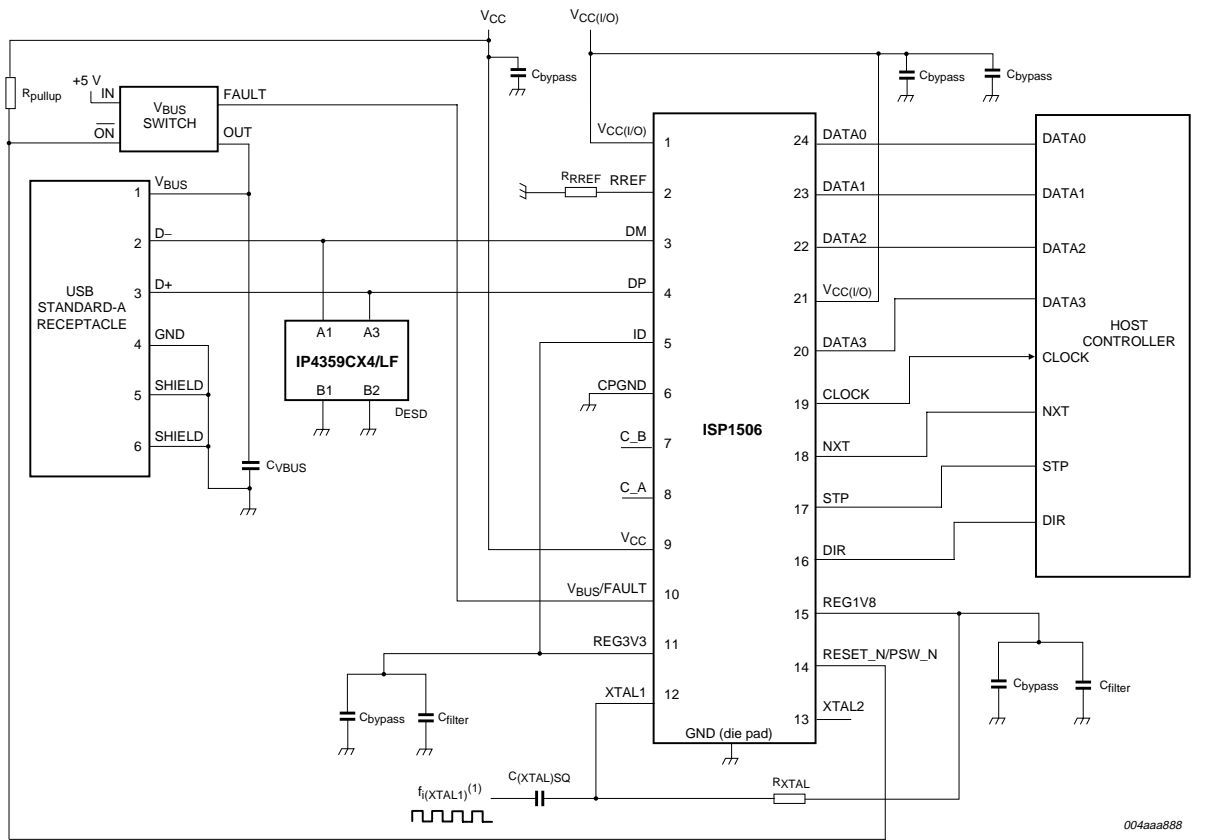 VCC
VCC(I/O)
Cbypass
Cbypass
Cbypass
Rpullup
+5 V
IN
ON
VBUS
SWITCH
FAULT
OUT
VCC(I/O)
1
24
DATA0
DATA0
RRREF
RREF
2
23
DATA1
DATA1
1
VBUS
2
D−
DM
3
22
DATA2
DATA2
3
D+
DP
4
21
VCC(I/O)
DATA3
USB
STANDARD-A
RECEPTACLE
HOST
CONTROLLER
4
GND
A1
A3
IP4359CX4/LF
B1
B2
DESD
ID
5
20
DATA3
CLOCK
5
SHIELD
CPGND
6
19
CLOCK
NXT
ISP1506
6
SHIELD
C_B
7
18
NXT
STP
CVBUS
C_A
8
17
STP
DIR
VCC
9
16
DIR
VBUS/FAULT
10
15
REG1V8
REG3V3
11
14
RESET_N/PSW_N
XTAL1
12
13
XTAL2
Cbypass
Cfilter
Cbypass
Cfilter
GND (die pad)
fi(XTAL1)(1)
C(XTAL)SQ
RXTAL
004aaa888